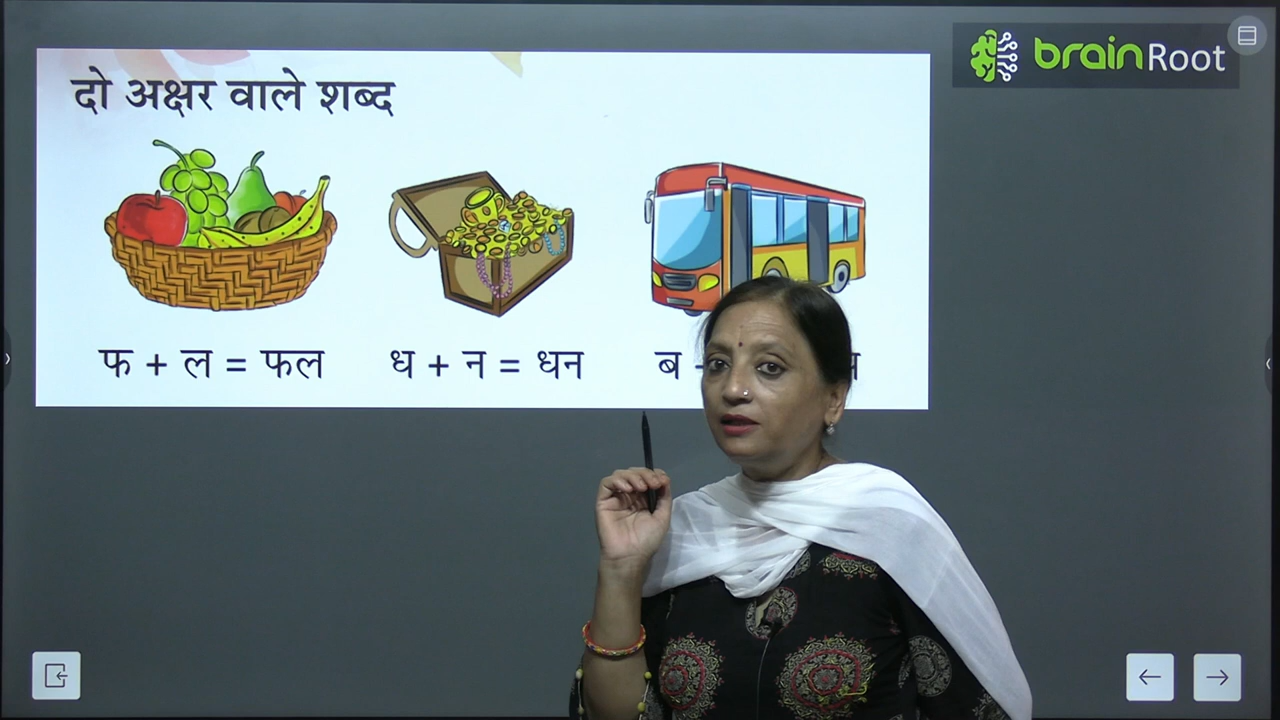 brainRoot
दो अक्षर वाले शब्द
फ + ल = फल
ध + न = धन
ब